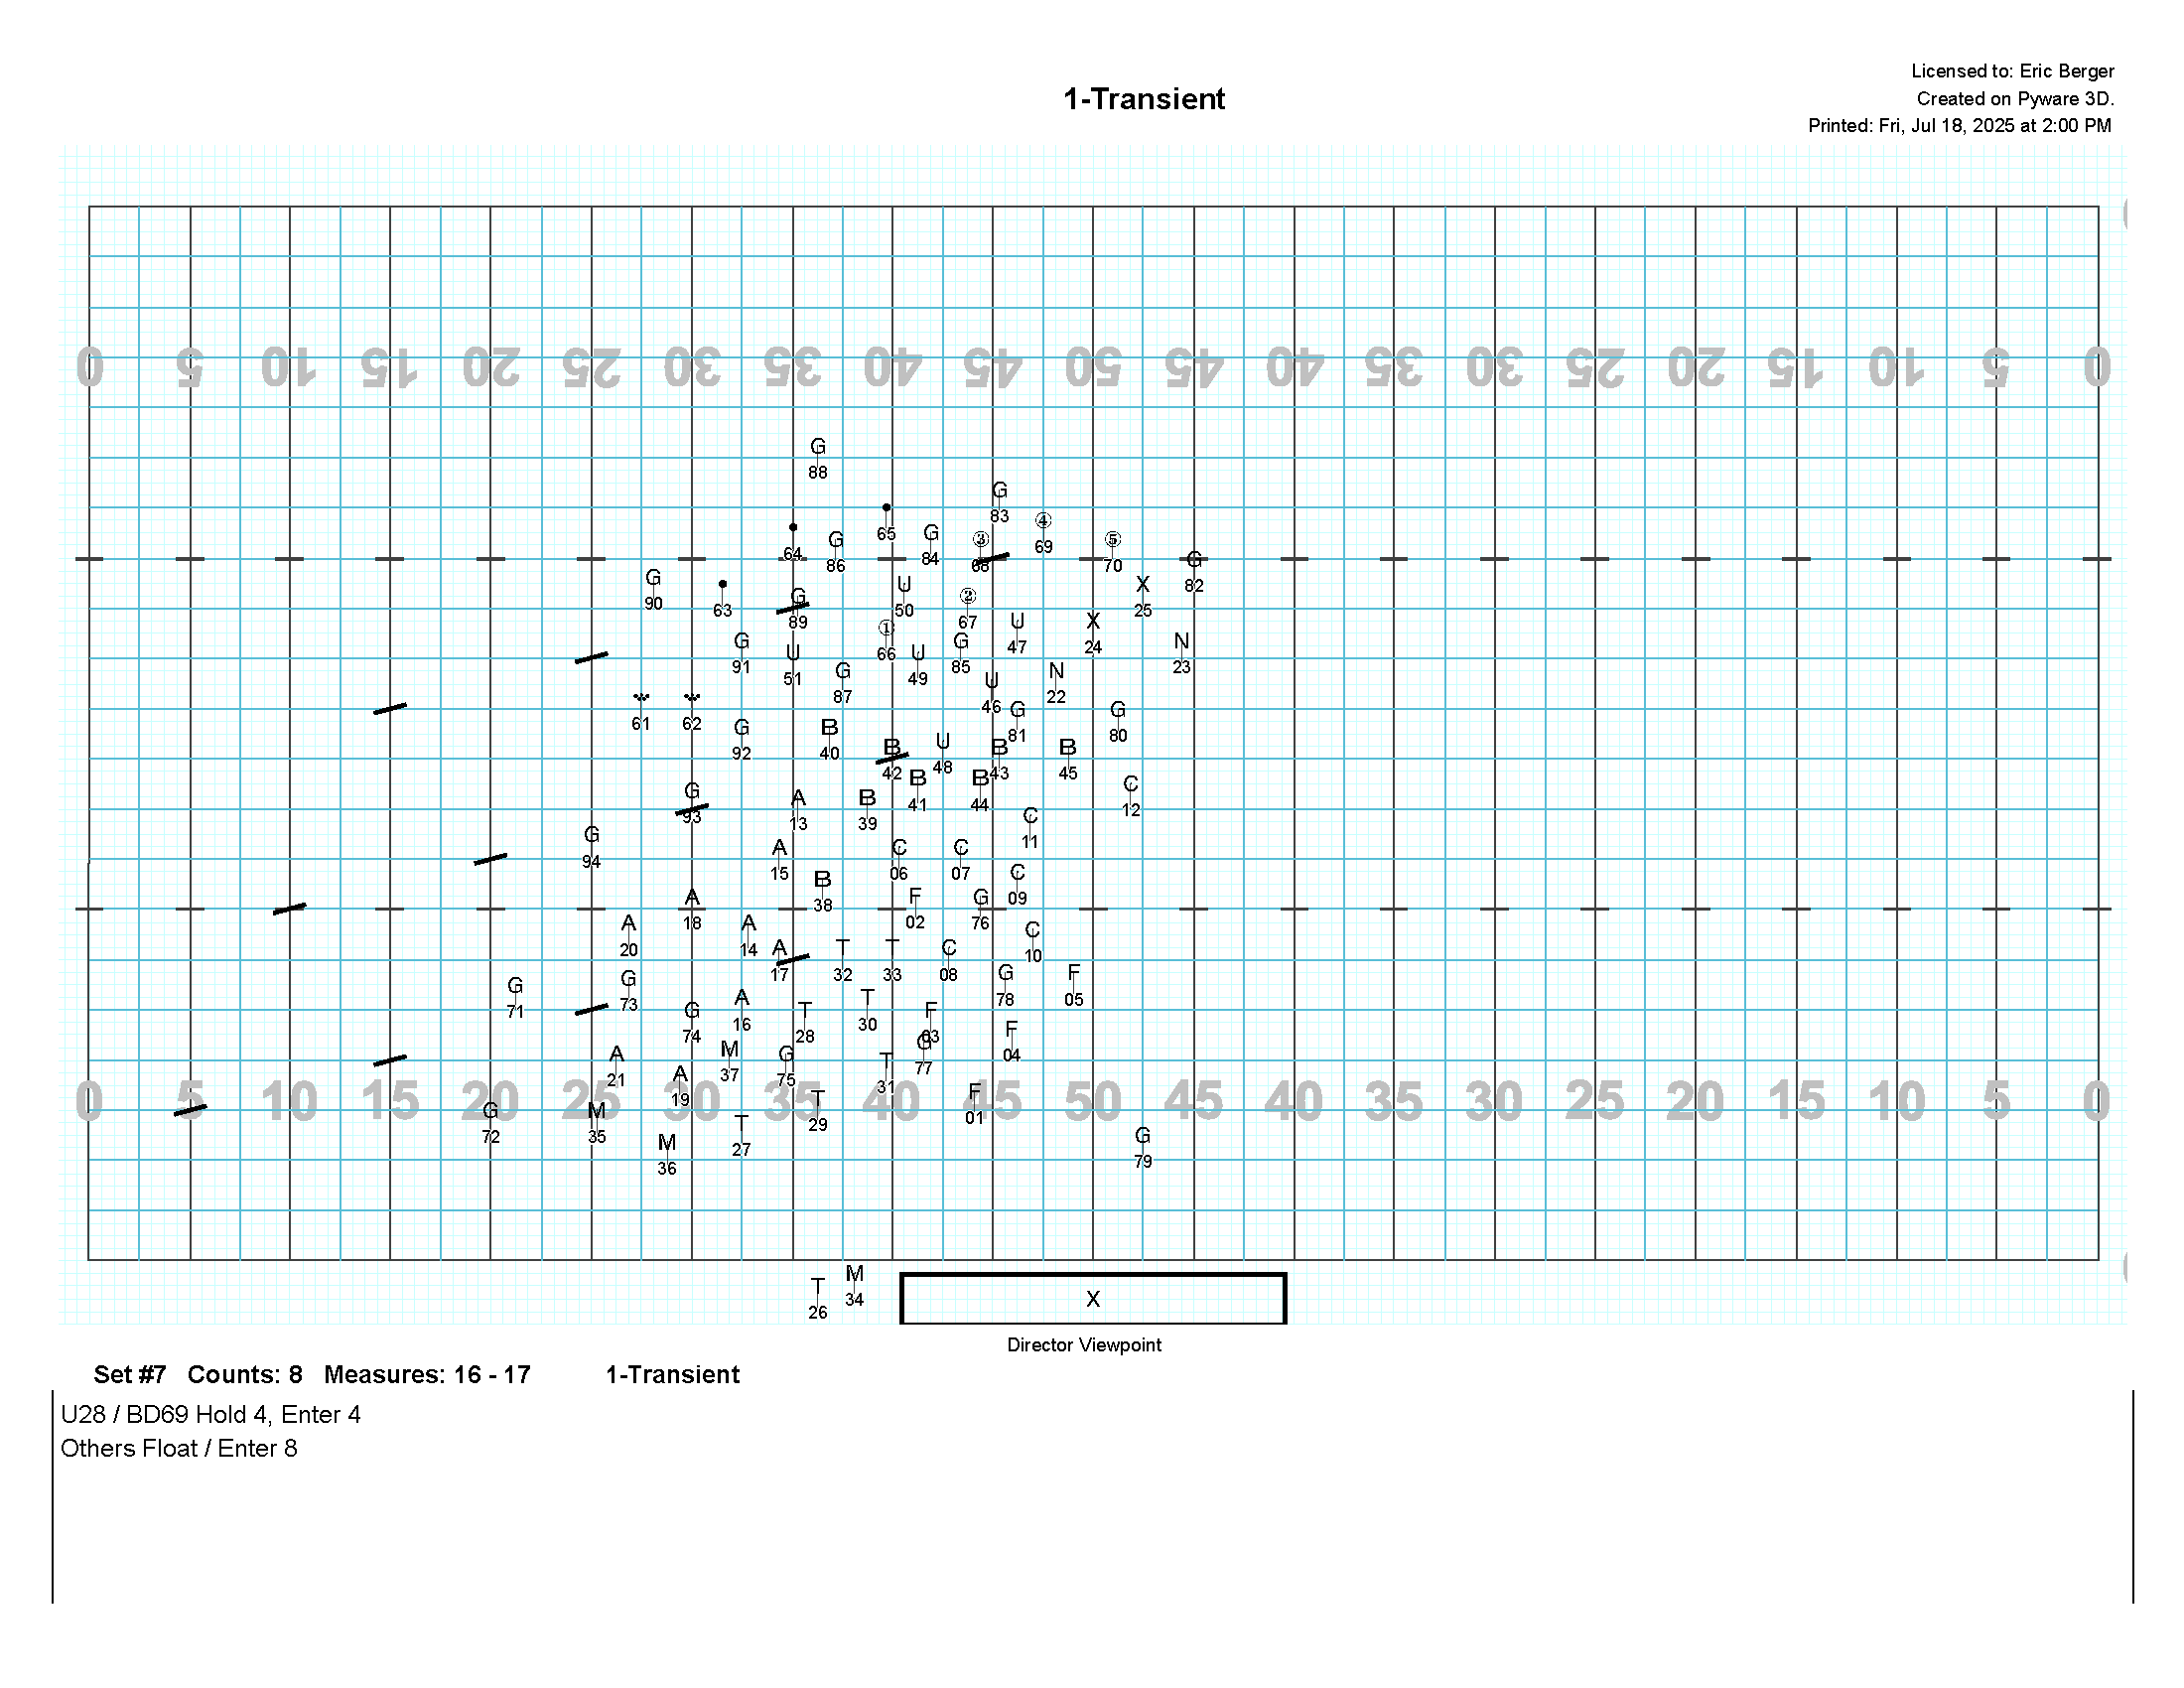 Licensed to: Eric Berger
1-Transient
Created on Pyware 3D.
Printed: Fri, Jul 18, 2025 at 2:00 PM
0 5 10 15 20 25 30 35 40 45 50 45 40 35 30 25 20 15 10 5 0
G
88
G
83
④
69
65
G
84
64
G
86
③
68
⑤
70
G
82
G
90
63
G
89
U
50
②
67
X
25
①
66
U
47
X
24
N
23
G
91
U
51
U
49
G
85
G
87
U
46
N
22
61
62
G
92
B
40
G
81
G
80
B
42
U
48
B
43
B
45
B
41
B
44
C
12
G
93
A
13
B
39
C
11
G
94
A
15
C
06
C
07
B
38
C
09
A
18
F
02
G
76
A
20
A
14
C
10
A
17
T
32
T
33
C
08
G
71
G
73
G
78
F
05
G
74
A
16
T
28
T
30
F
03
F
04
A
21
M
37
G
75
G
77
A
19
T
31
0 5 10 15 20 25 30 35 40 45 50 45 40 35 30 25 20 15 10 5 0
G
72
M
35
T
29
F
01
M
36
T
27
G
79
T
26
M
34
X
Director Viewpoint
Set #7 Counts: 8 Measures: 16 - 17 1-Transient
U28 / BD69 Hold 4, Enter 4
Others Float / Enter 8